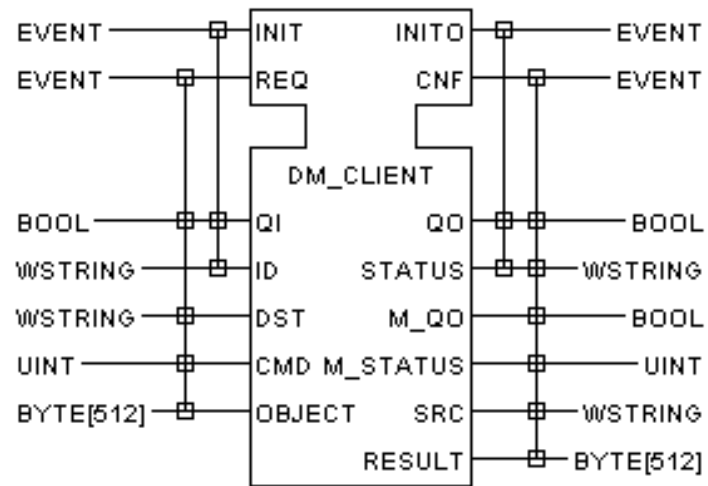 EVENT INIT INITO EVENT
EVENT REQ CNF EVENT
DM_CLIENT
BOOL QI QO BOOL
WSTRING ID STATUS WSTRING
WSTRING DST M_QO BOOL
UINT CMD M_STATUS UINT
BYTE[512] OBJECT SRC WSTRING
RESULT BYTE[512]